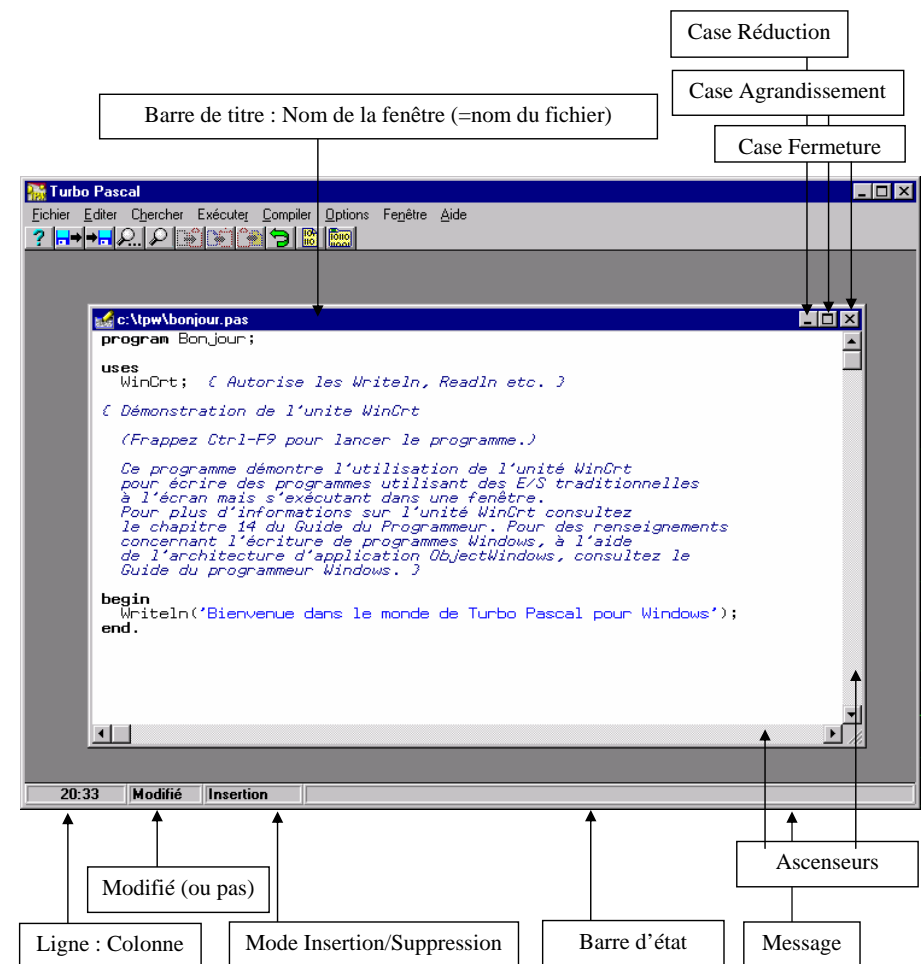 Case Réduction
Case Agrandissement
Barre de titre : Nom de la fenêtre (=nom du fichier)
Case Fermeture
Turbo Pascal
Fichier Editer Chercher Exécuter Compiler Options Fenêtre Aide
c:\tpw\bonjour.pas
program Bonjour;
uses
WinCrt; { Autorise les Writeln, Readln etc. }
{ Démonstration de l'unite WinCrt
(Frappez Ctrl-F9 pour lancer le programme.)
Ce programme démontre l'utilisation de l'unité WinCrt
pour écrire des programmes utilisant des E/S traditionnelles
à l'écran mais s'exécutant dans une fenêtre.
Pour plus d'informations sur l'unité WinCrt consultez
le chapitre 14 du Guide du Programmeur. Pour des renseignements
concernant l'écriture de programmes Windows, à l'aide
de l'architecture d'application ObjectWindows, consultez le
Guide du programmeur Windows. }
begin
Writeln('Bienvenue dans le monde de Turbo Pascal pour Windows');
end.
20:33 Modifié Insertion
Ascenseurs
Modifié (ou pas)
Ligne : Colonne
Mode Insertion/Suppression
Barre d'état
Message